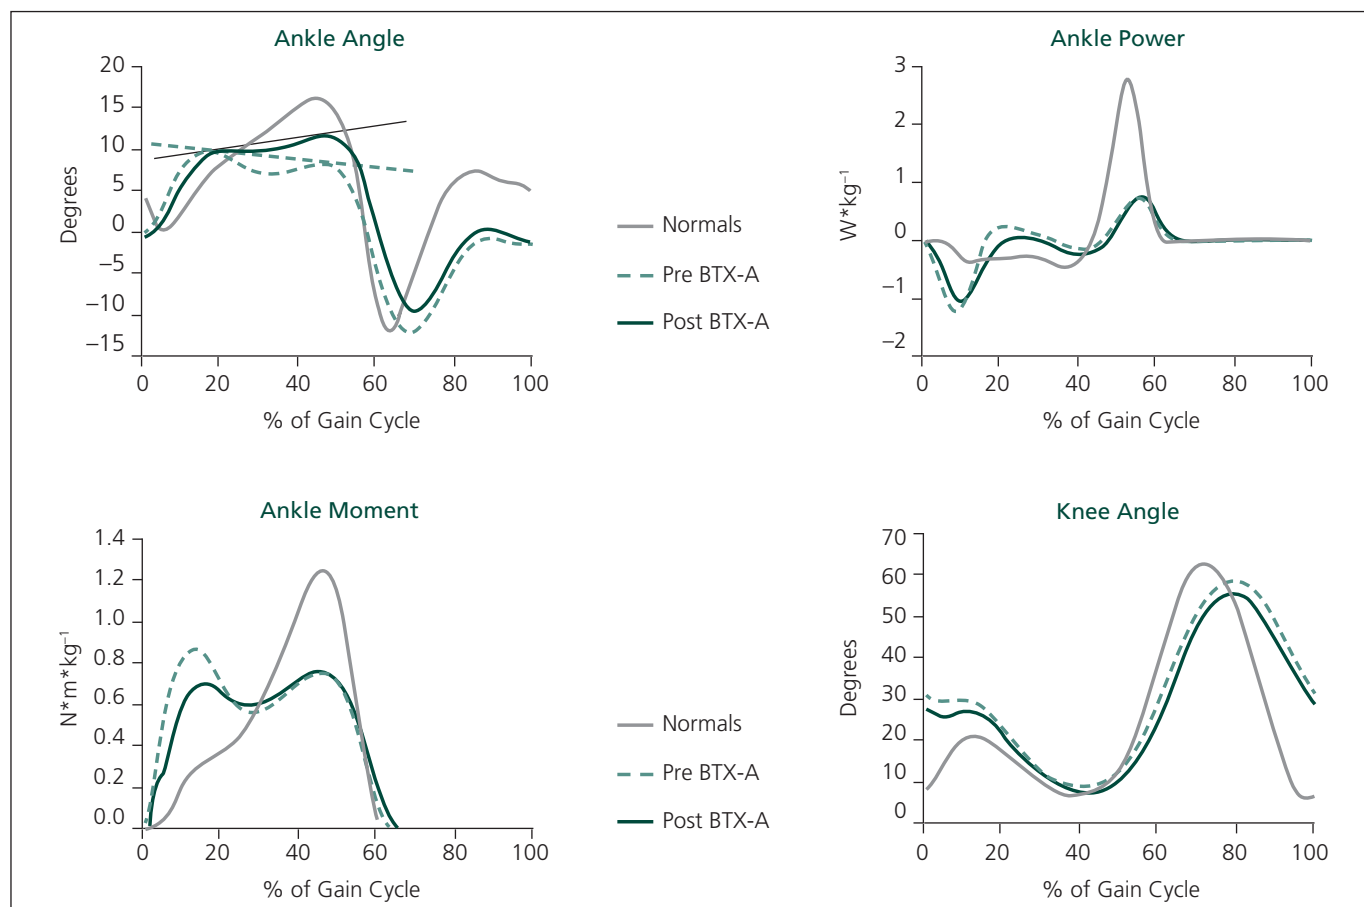 Ankle Angle
20
15
10
5
0
−5
−10
−15
Degrees
0 20 40 60 80 100
% of Gain Cycle
Normals
Pre BTX-A
Post BTX-A
Ankle Power
3
2
1
0
−1
−2
W*kg⁻¹
0 20 40 60 80 100
% of Gain Cycle
Ankle Moment
1.4
1.2
1.0
0.8
0.6
0.4
0.2
0.0
N*m*kg⁻¹
0 20 40 60 80 100
% of Gain Cycle
Normals
Pre BTX-A
Post BTX-A
Knee Angle
70
60
50
40
30
20
10
0
Degrees
0 20 40 60 80 100
% of Gain Cycle